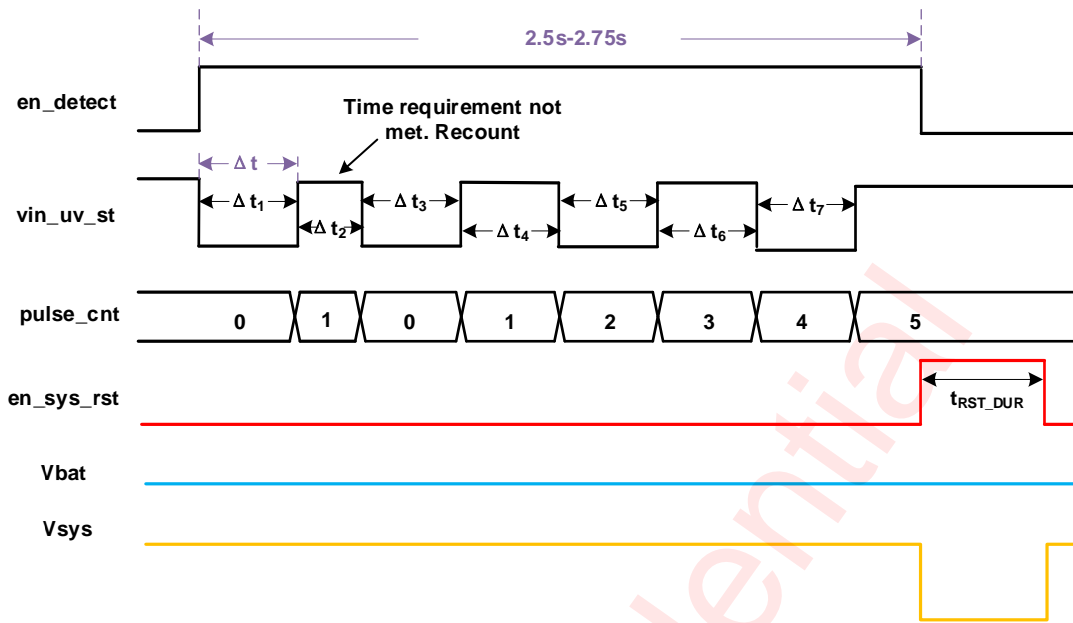 2.5s-2.75s
en_detect
Time requirement not
met. Recount
Δ t
vin_uv_st
Δ t1
Δ t2
Δ t3
Δ t4
Δ t5
Δ t6
Δ t7
pulse_cnt
0
1
0
1
2
3
4
5
en_sys_rst
tRST_DUR
Vbat
Vsys
dential